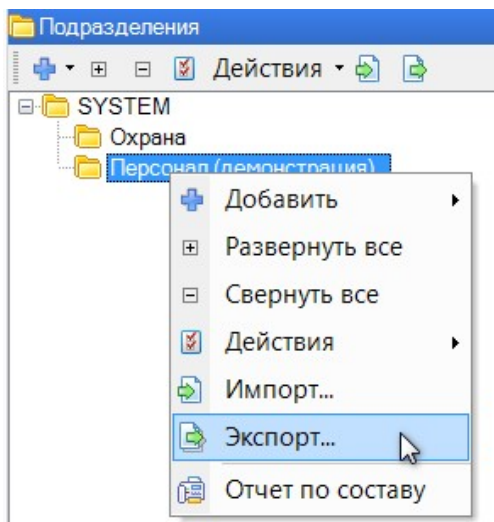 Подразделения
Действия
SYSTEM
Охрана
Персонал (демонстрация)
Добавить
Развернуть все
Свернуть все
Действия
Импорт...
Экспорт...
Отчет по составу